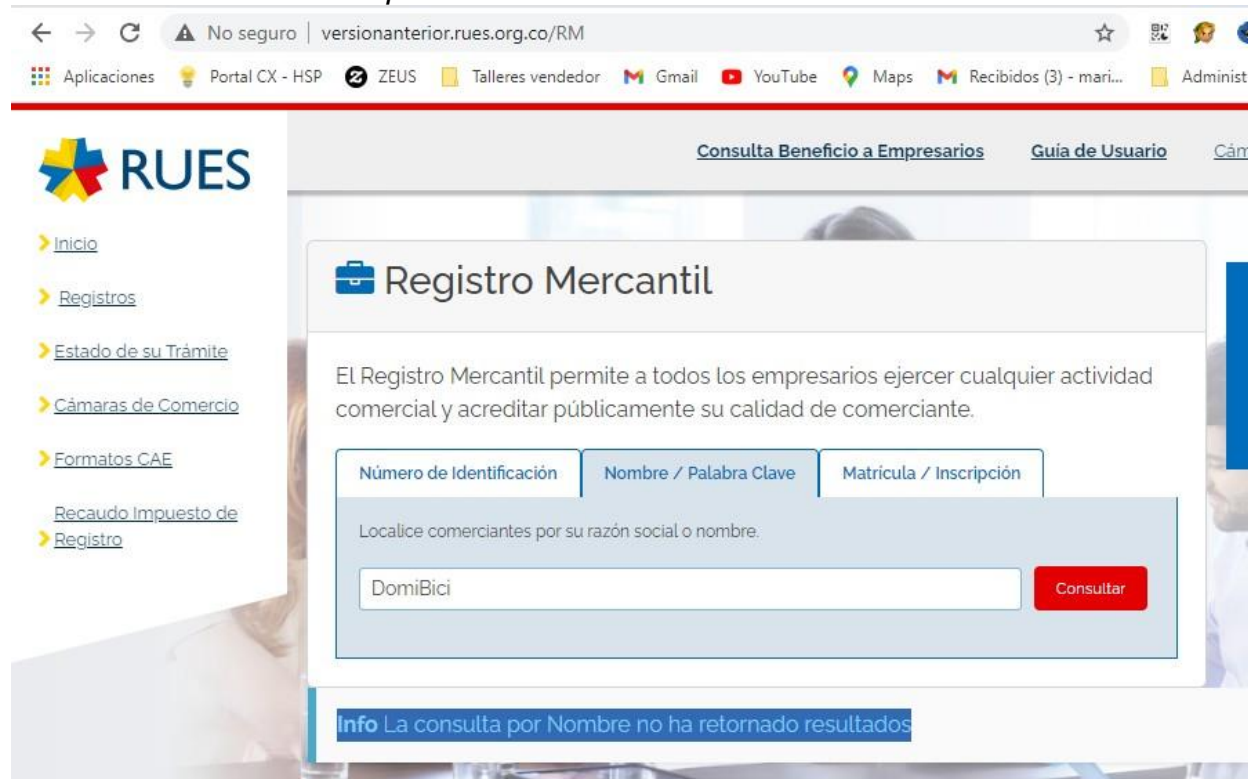 No seguro | versionanterior.rues.org.co/RM
Aplicaciones Portal CX - HSP ZEUS Talleres vendedor Gmail YouTube Maps Recibidos (3) - mari... Administ
RUES
Consulta Beneficio a Empresarios Guía de Usuario Cám
Inicio
Registros
Estado de su Trámite
Cámaras de Comercio
Formatos CAE
Recaudo Impuesto de
Registro
Registro Mercantil
El Registro Mercantil permite a todos los empresarios ejercer cualquier actividad
comercial y acreditar públicamente su calidad de comerciante.
Número de Identificación Nombre / Palabra Clave Matrícula / Inscripción
Localice comerciantes por su razón social o nombre.
DomiBici Consultar
Info La consulta por Nombre no ha retornado resultados